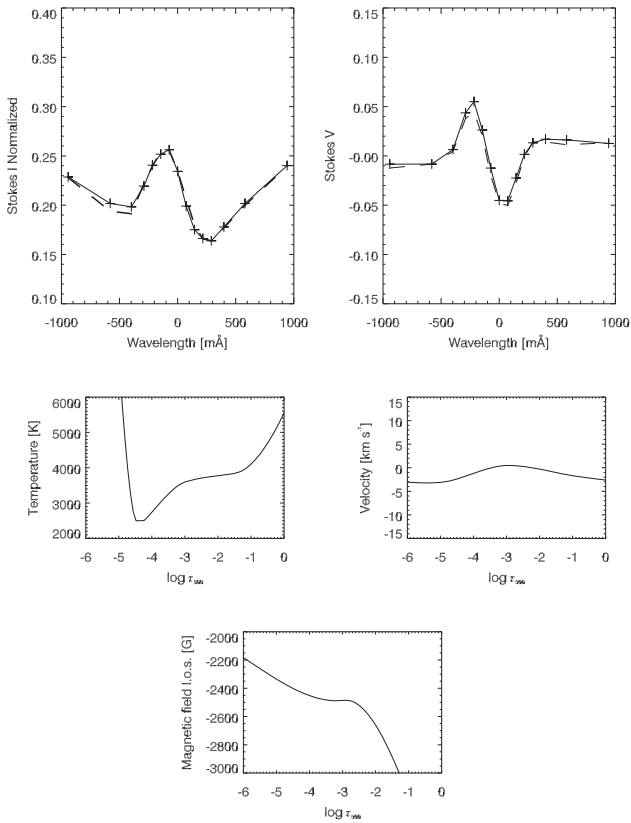 0.40
0.35
0.30
0.25
0.20
0.15
0.10
Stokes I Normalized
-1000 -500 0 500 1000
Wavelength [mÅ]
0.15
0.10
0.05
-0.00
-0.05
-0.10
-0.15
Stokes V
-1000 -500 0 500 1000
Wavelength [mÅ]
6000
5000
4000
3000
2000
Temperature [K]
-6 -5 -4 -3 -2 -1 0
log τ
15
10
5
0
-5
-10
-15
Velocity [km s⁻¹]
-6 -5 -4 -3 -2 -1 0
log τ
-2000
-2200
-2400
-2600
-2800
-3000
Magnetic field l.o.s. [G]
-6 -5 -4 -3 -2 -1 0
log τ